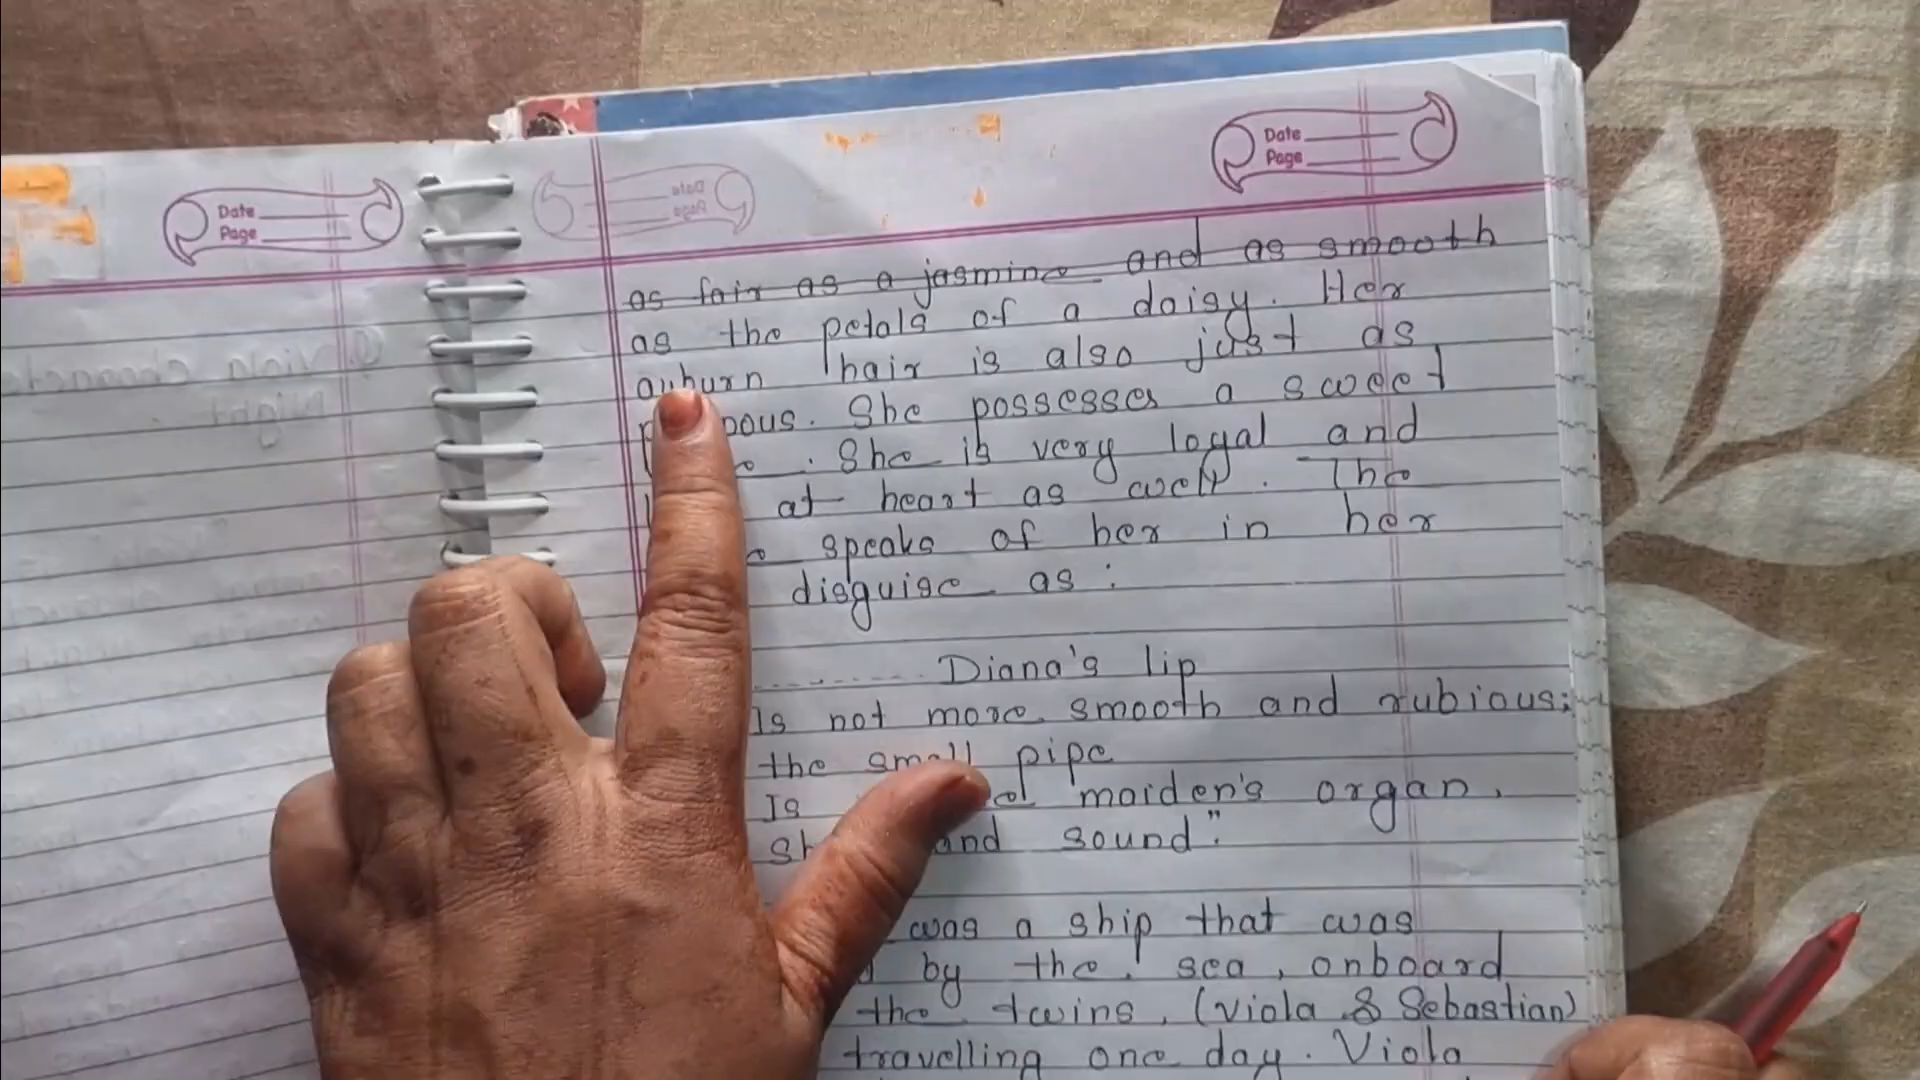 Date
Page
Date
Page
as fair as a jasmine and as smooth
as the petals of a daisy. Her
auburn hair is also just as
She possesses a sweet
She is very loyal and
at heart as well. The
speaks of her in her
disguise as:
Diana's lip
Is not more smooth and rubious;
the small pipe
Is maiden's organ,
and sound".
was a ship that was
by the sea, onboard
the twins, (Viola & Sebastian)
travelling one day. Viola